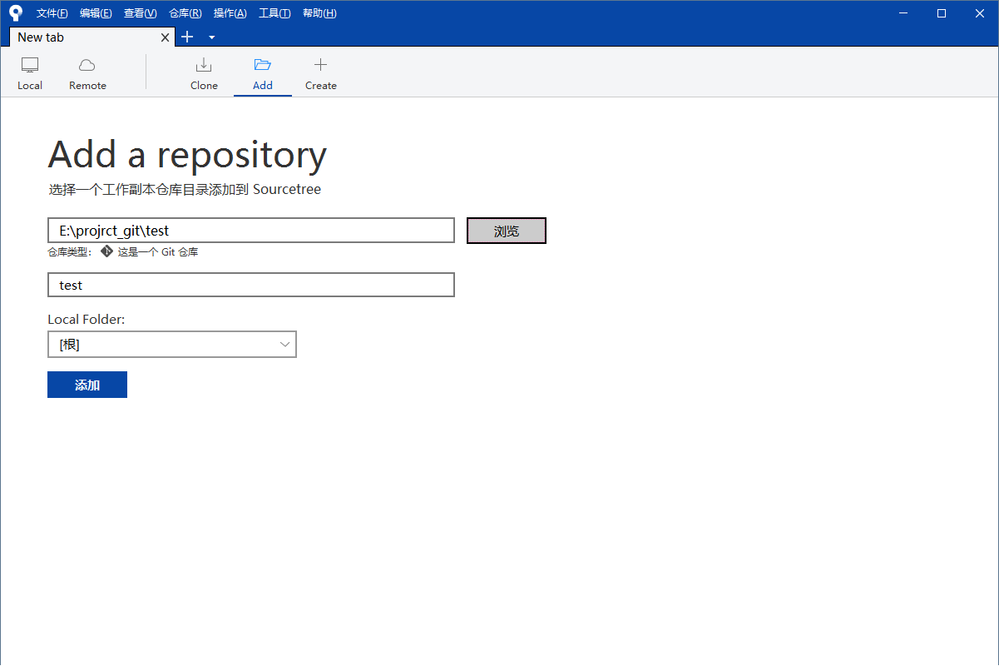 文件(F) 编辑(E) 查看(V) 仓库(R) 操作(A) 工具(T) 帮助(H)
New tab
Local Remote Clone Add Create
Add a repository
选择一个工作副本仓库目录添加到 Sourcetree
E:\projrct_git\test 浏览
仓库类型: 这是一个 Git 仓库
test
Local Folder:
[根]
添加